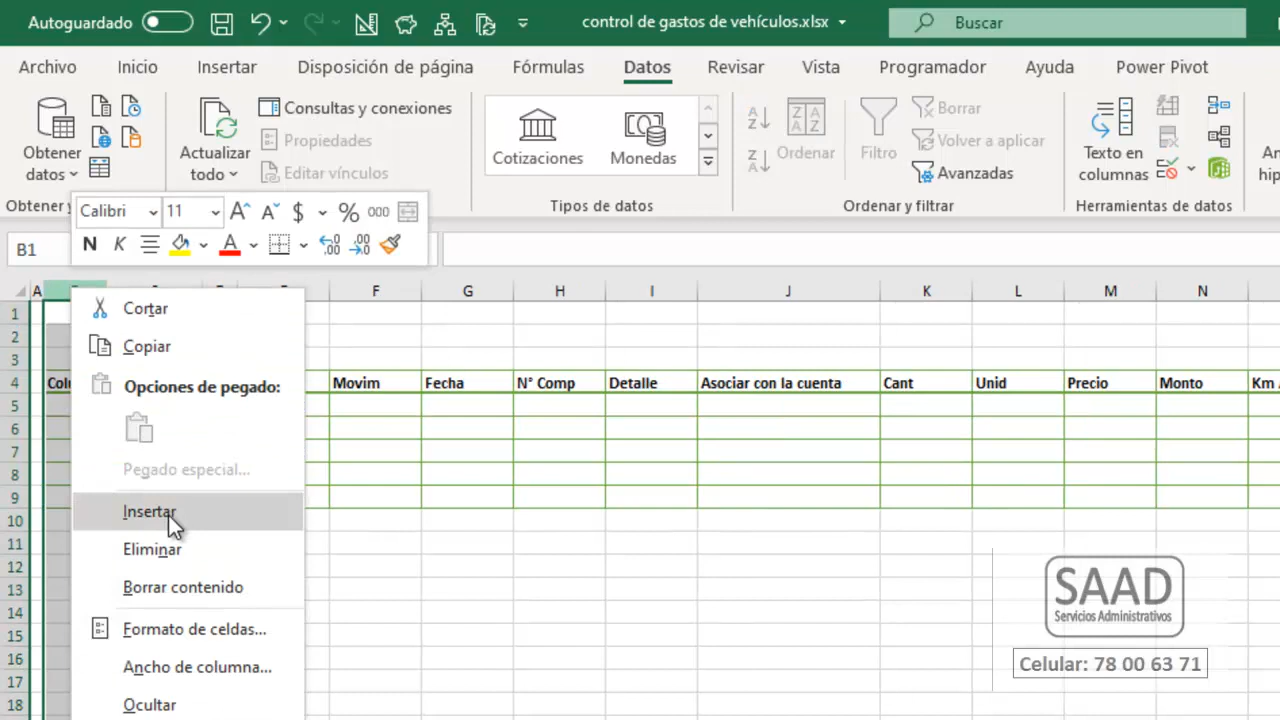 Autoguardado control de gastos de vehículos.xlsx Buscar
Archivo Inicio Insertar Disposición de página Fórmulas Datos Revisar Vista Programador Ayuda Power Pivot
Obtener datos
Actualizar todo
Consultas y conexiones
Propiedades
Editar vínculos
Cotizaciones Monedas
Tipos de datos
Ordenar
Filtro
Borrar
Volver a aplicar
Avanzadas
Ordenar y filtrar
Texto en columnas
Herramientas de datos
Obtener
Calibri 11 $ % 000
N K A
B1
A F G H I J K L M N
1
2
3
4 Movim Fecha N° Comp Detalle Asociar con la cuenta Cant Unid Precio Monto Km
5
6
7
8
9
10
11
12
13
14
15
16
17
18
Cortar
Copiar
Opciones de pegado:
Pegado especial...
Insertar
Eliminar
Borrar contenido
Formato de celdas...
Ancho de columna...
Ocultar
SAAD
Servicios Administrativos
Celular: 78 00 63 71